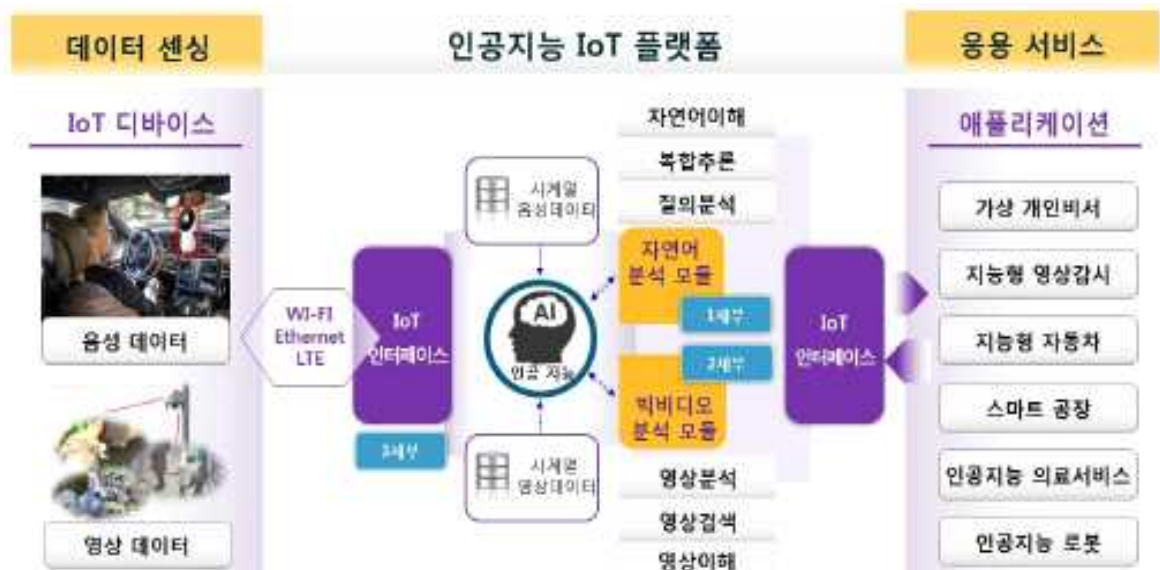 데이터 센싱
인공지능 IoT 플랫폼
응용 서비스
IoT 디바이스
음성 데이터
영상 데이터
WI-FI
Ethernet
LTE
IoT
인터페이스
3세부
시계열
음성데이터
AI
인공 지능
시계열
영상데이터
자연어이해
복합추론
질의분석
자연어
분석 모듈
1세부
2세부
빅비디오
분석 모듈
영상분석
영상검색
영상이해
IoT
인터페이스
애플리케이션
가상 개인비서
지능형 영상감시
지능형 자동차
스마트 공장
인공지능 의료서비스
인공지능 로봇